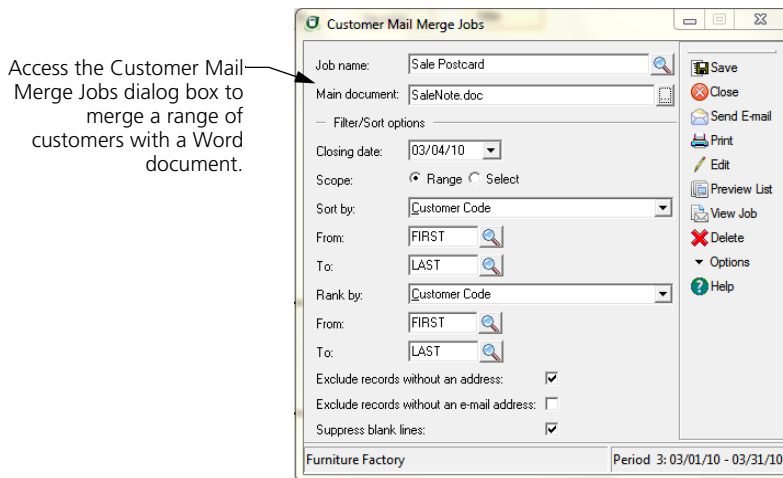 Customer Mail Merge Jobs
Access the Customer Mail
Merge Jobs dialog box to
merge a range of
customers with a Word
document.
Job name: Sale Postcard
Main document: SaleNote.doc
Filter/Sort options
Closing date: 03/04/10
Scope: Range Select
Sort by: Customer Code
From: FIRST
To: LAST
Rank by: Customer Code
From: FIRST
To: LAST
Exclude records without an address:
Exclude records without an e-mail address:
Suppress blank lines:
Save
Close
Send E-mail
Print
Edit
Preview List
View Job
Delete
Options
Help
Furniture Factory
Period 3: 03/01/10 - 03/31/10